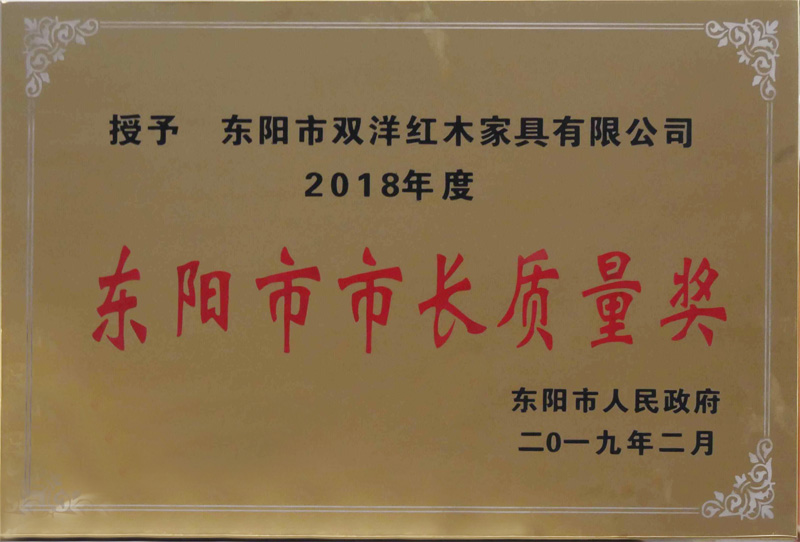 授予 东阳市双洋红木家具有限公司
2018年度
东阳市市长质量奖
东阳市人民政府
二0一九年二月